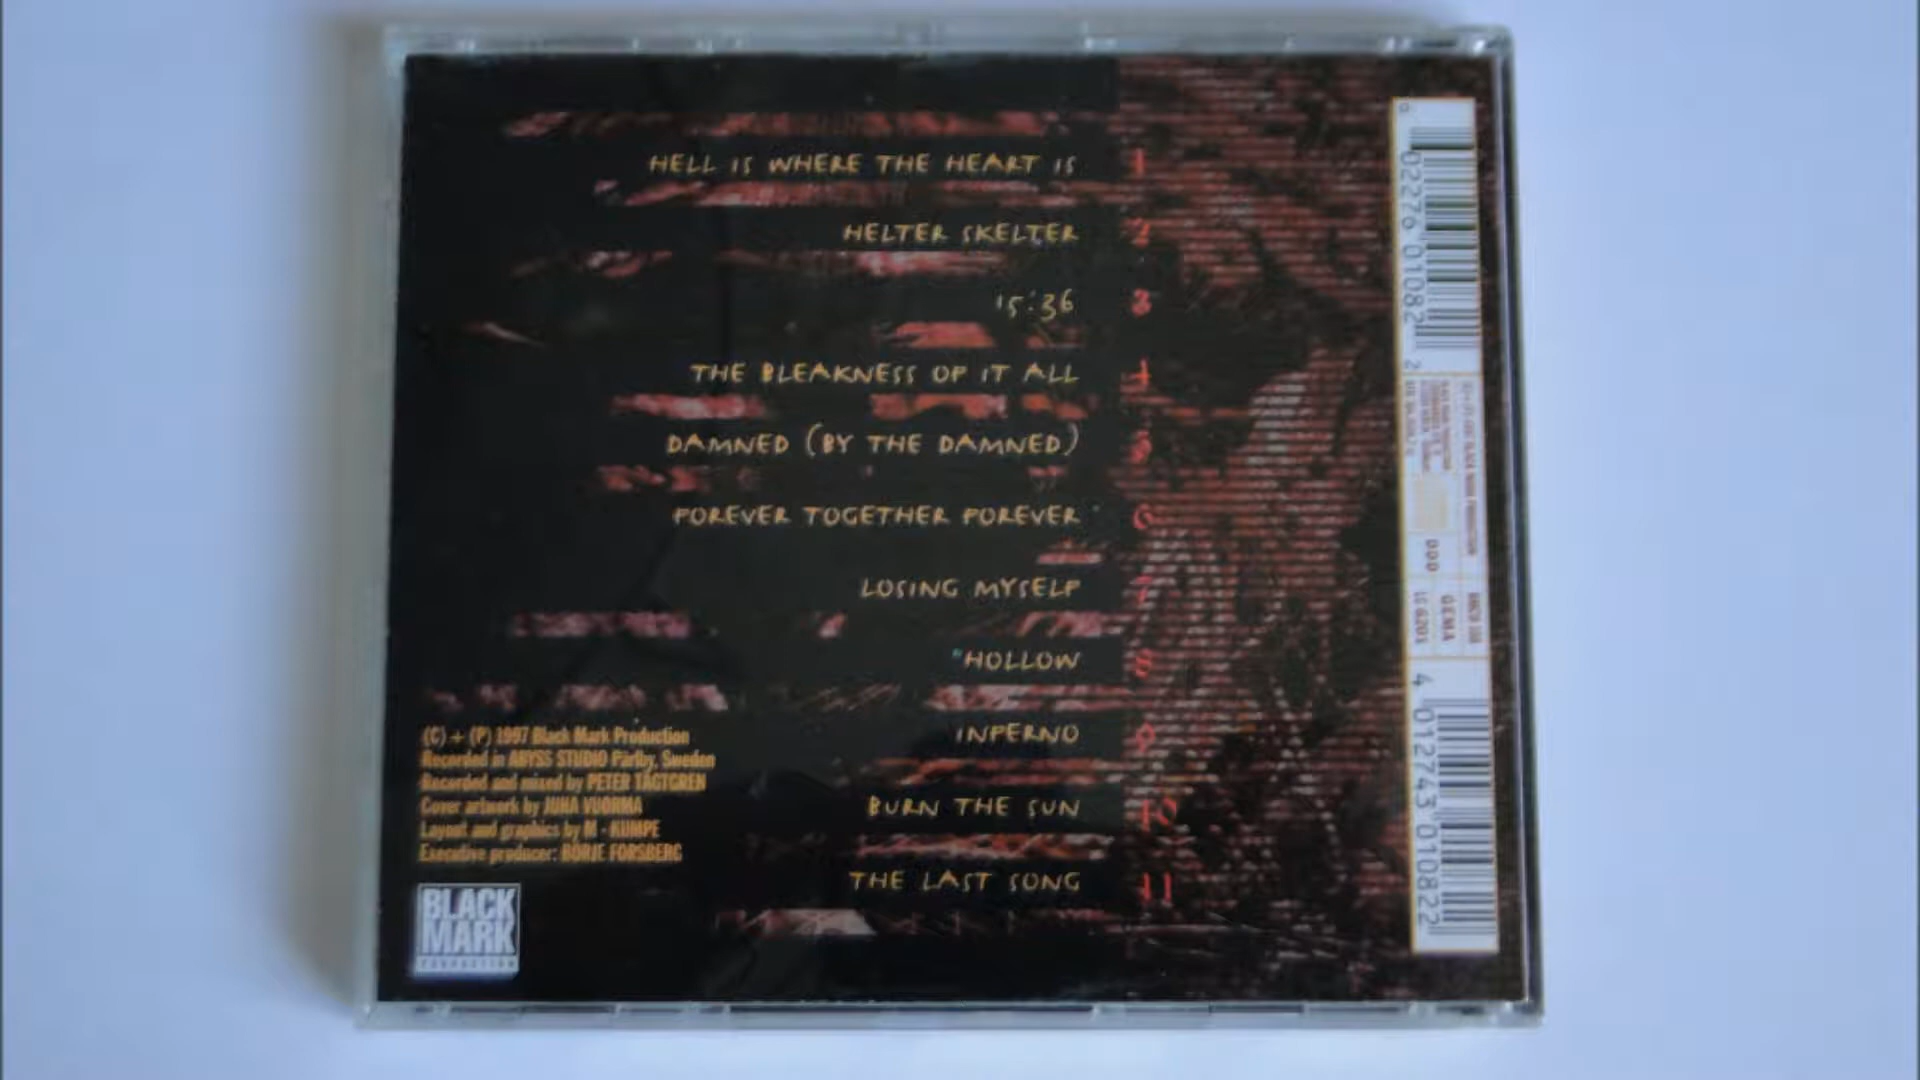 HELL IS WHERE THE HEART IS 1
HELTER SKELTER 2
15:36 3
THE BLEAKNESS OF IT ALL 4
DAMNED (BY THE DAMNED) 5
FOREVER TOGETHER FOREVER 6
LOSING MYSELF 7
HOLLOW 8
INFERNO 9
BURN THE SUN 10
THE LAST SONG 11
(C) + (P) 1997 Black Mark Production
Recorded in ABYSS STUDIO Pärlby, Sweden
Recorded and mixed by PETER TÄGTGREN
Cover artwork by JUHA VUORMA
Layout and graphics by M - KUMPE
Executive producer: BÖRJE FORSBERG
BLACK
MARK
PRODUCTION
0 02276 01082 2
DDD
GEMA
LC 6203
4 012743 010822